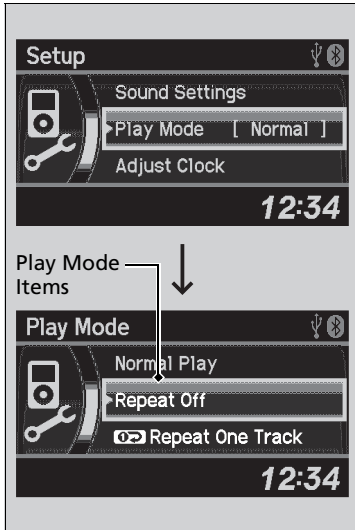 Setup
Sound Settings
Play Mode [ Normal ]
Adjust Clock
12:34
Play Mode
Items
Play Mode
Normal Play
Repeat Off
1 Repeat One Track
12:34